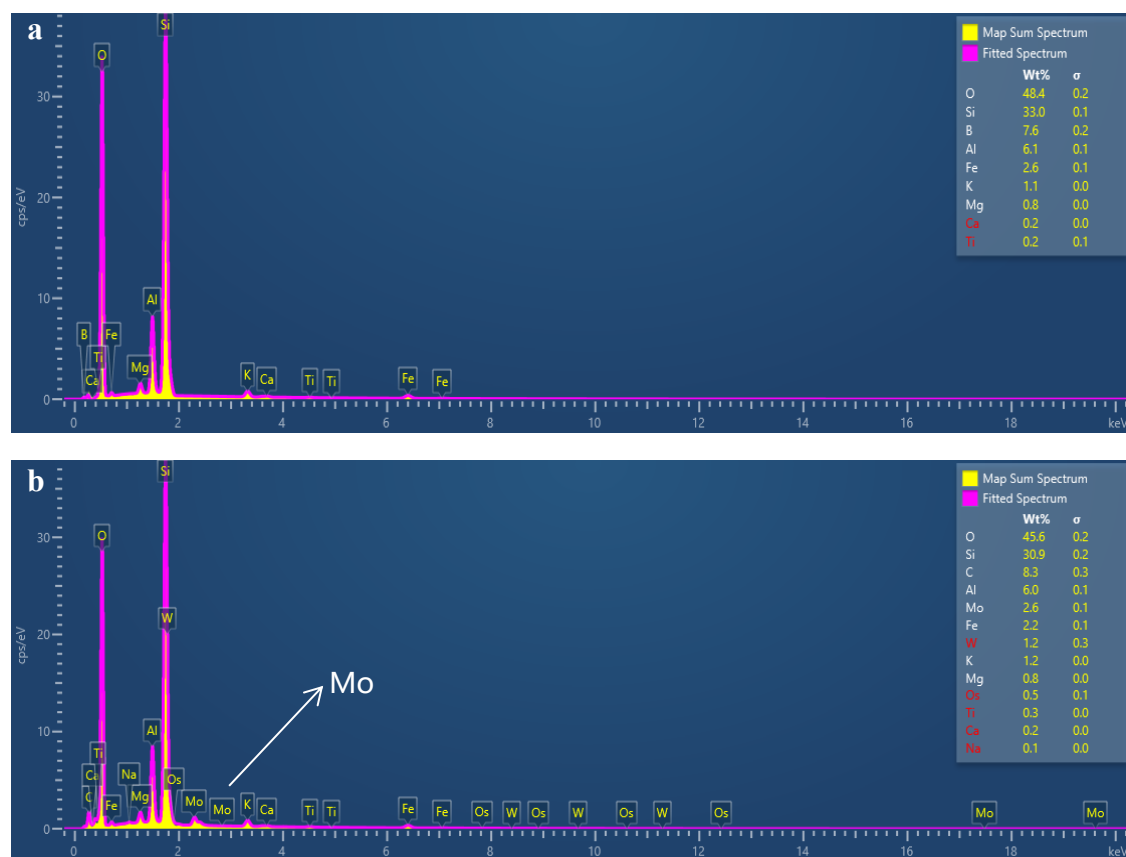 a
Map Sum Spectrum
Fitted Spectrum
Wt% σ
O 48.4 0.2
Si 33.0 0.1
B 7.6 0.2
Al 6.1 0.1
Fe 2.6 0.1
K 1.1 0.0
Mg 0.8 0.0
Ca 0.2 0.0
Ti 0.2 0.1
Si
O
30
20
cps/eV
10
Al
B Fe
Ti
Mg
Ca
K Ca Ti Ti Fe Fe
0
0 2 4 6 8 10 12 14 16 18 keV
b
Map Sum Spectrum
Fitted Spectrum
Wt% σ
O 45.6 0.2
Si 30.9 0.2
C 8.3 0.3
Al 6.0 0.1
Mo 2.6 0.1
Fe 2.2 0.1
W 1.2 0.3
K 1.2 0.0
Mg 0.8 0.0
Os 0.5 0.1
Ti 0.3 0.0
Ca 0.2 0.0
Na 0.1 0.0
Si
O
30
W
20
cps/eV
Mo
10
Al
Ti
Ca Na Os
C Fe Mg Mo Mo K Ca Ti Ti Fe Fe Os W Os W Os W Os Mo Mo
0
0 2 4 6 8 10 12 14 16 18 keV